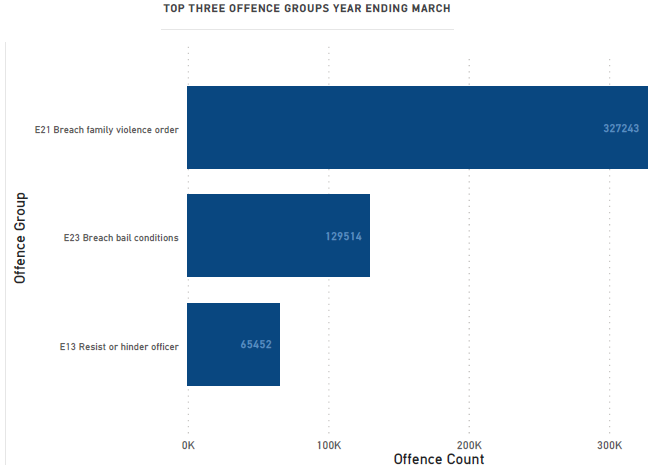 TOP THREE OFFENCE GROUPS YEAR ENDING MARCH
Offence Group
E21 Breach family violence order
327243
E23 Breach bail conditions
129514
E13 Resist or hinder officer
65452
0K
100K
200K
300K
Offence Count